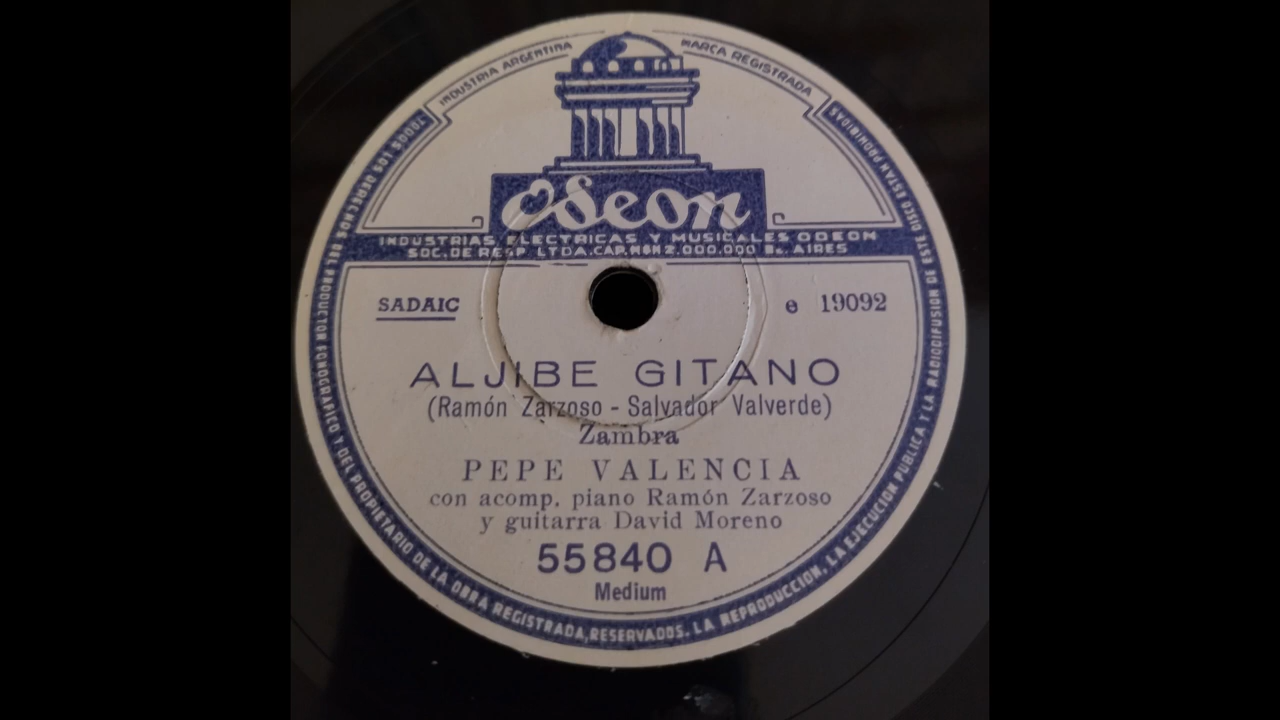 INDUSTRIA ARGENTINA
MARCA REGISTRADA
Odeon
INDUSTRIAS ELECTRICAS Y MUSICALES ODEON
SOC. DE RESP. LTDA. CAP. M$N 2.000.000 Bs. AIRES
SADAIC
e 19092
ALJIBE GITANO
(Ramón Zarzoso - Salvador Valverde)
Zambra
PEPE VALENCIA
con acomp. piano Ramón Zarzoso
y guitarra David Moreno
55840 A
Medium
TODOS LOS DERECHOS DEL PRODUCTOR FONOGRAFICO Y DEL PROPIETARIO DE LA OBRA REGISTRADA, RESERVADOS. LA REPRODUCCION, LA EJECUCION PUBLICA Y LA RADIODIFUSION DE ESTE DISCO ESTAN PROHIBIDAS